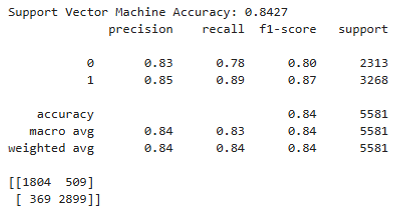 Support Vector Machine Accuracy: 0.8427
              precision    recall  f1-score   support

           0       0.83      0.78      0.80      2313
           1       0.85      0.89      0.87      3268

    accuracy                           0.84      5581
   macro avg       0.84      0.83      0.84      5581
weighted avg       0.84      0.84      0.84      5581

[[1804  509]
 [ 369 2899]]